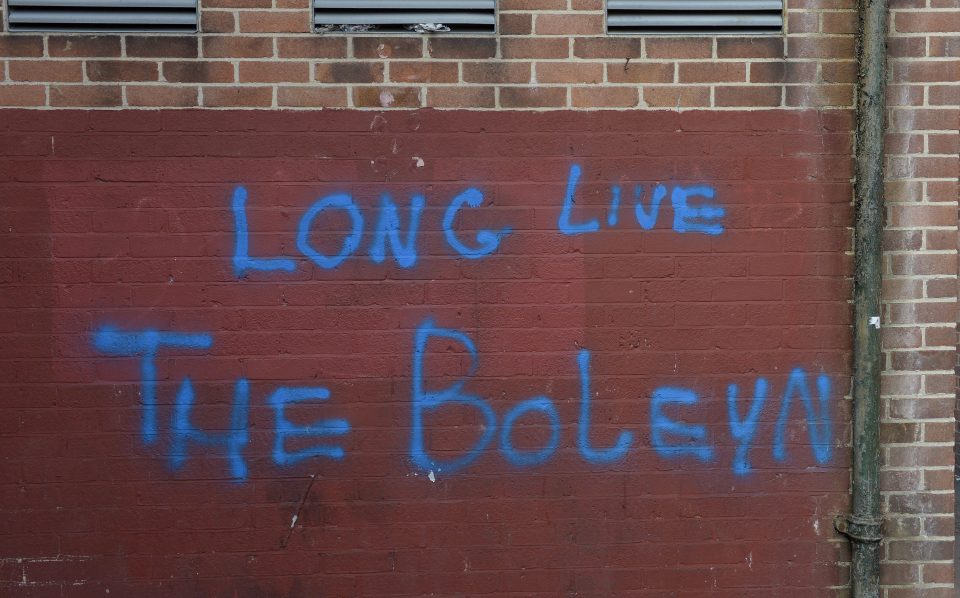 LONG LIVE
THE BOLEYN